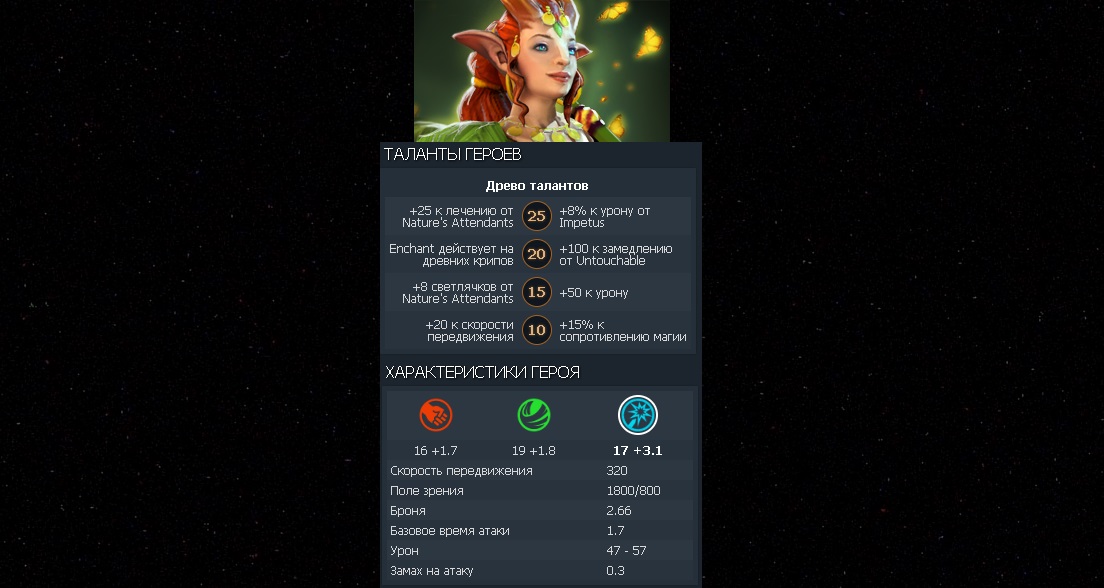 ТАЛАНТЫ ГЕРОЕВ
Древо талантов
+25 к лечению от
Nature's Attendants
25
+8% к урону от
Impetus
Enchant действует на
древних крипов
20
+100 к замедлению
от Untouchable
+8 светлячков от
Nature's Attendants
15
+50 к урону
+20 к скорости
передвижения
10
+15% к
сопротивлению магии
ХАРАКТЕРИСТИКИ ГЕРОЯ
16 +1.7 19 +1.8 17 +3.1
Скорость передвижения 320
Поле зрения 1800/800
Броня 2.66
Базовое время атаки 1.7
Урон 47 - 57
Замах на атаку 0.3